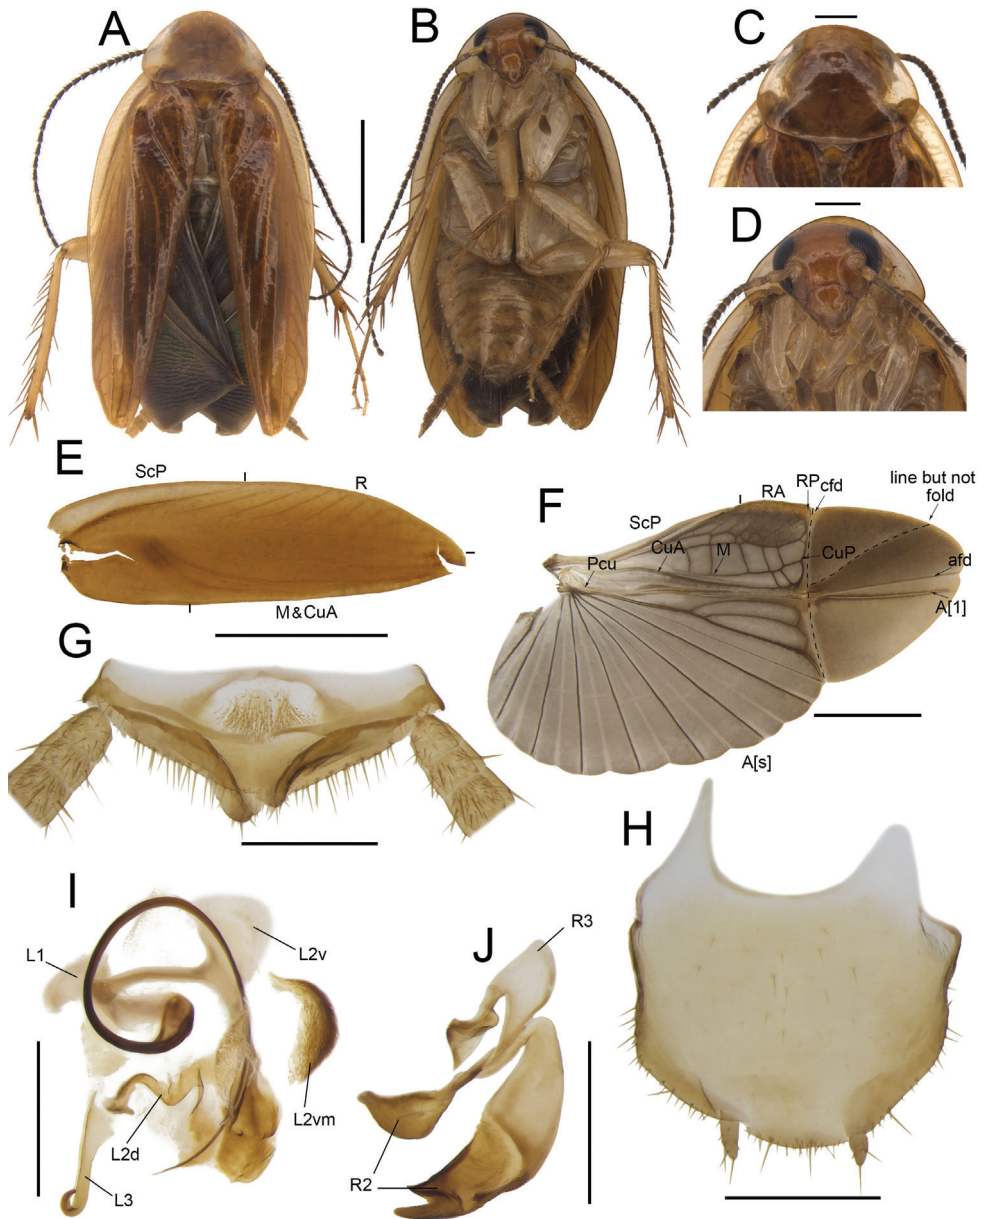 A
B
C
D
E
ScP
R
M & CuA
F
ScP
RA
RP
cfd
line but not
fold
CuA
M
CuP
Pcu
afd
A[1]
A[s]
G
H
I
L1
L2v
L2vm
L2d
L3
J
R3
R2